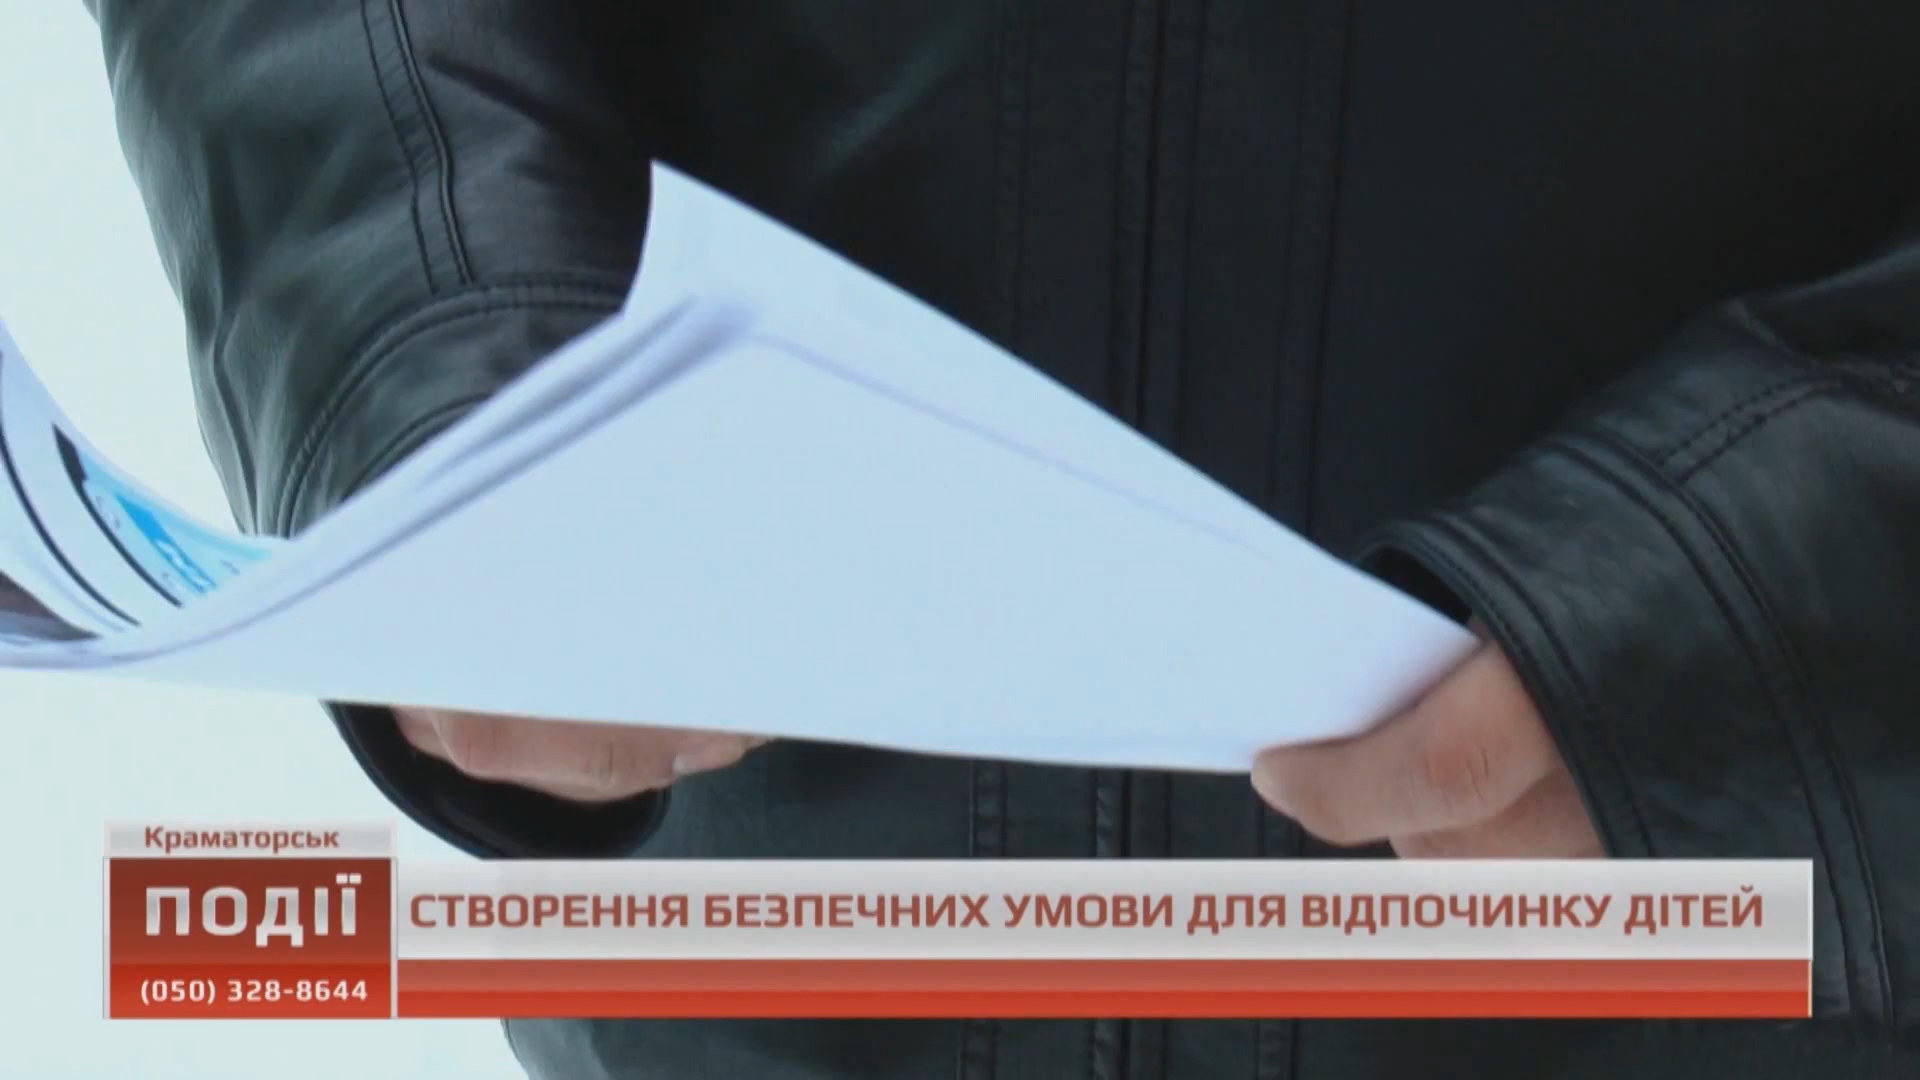 Краматорськ
ПОДІЇ
(050) 328-8644
СТВОРЕННЯ БЕЗПЕЧНИХ УМОВИ ДЛЯ ВІДПОЧИНКУ ДІТЕЙ